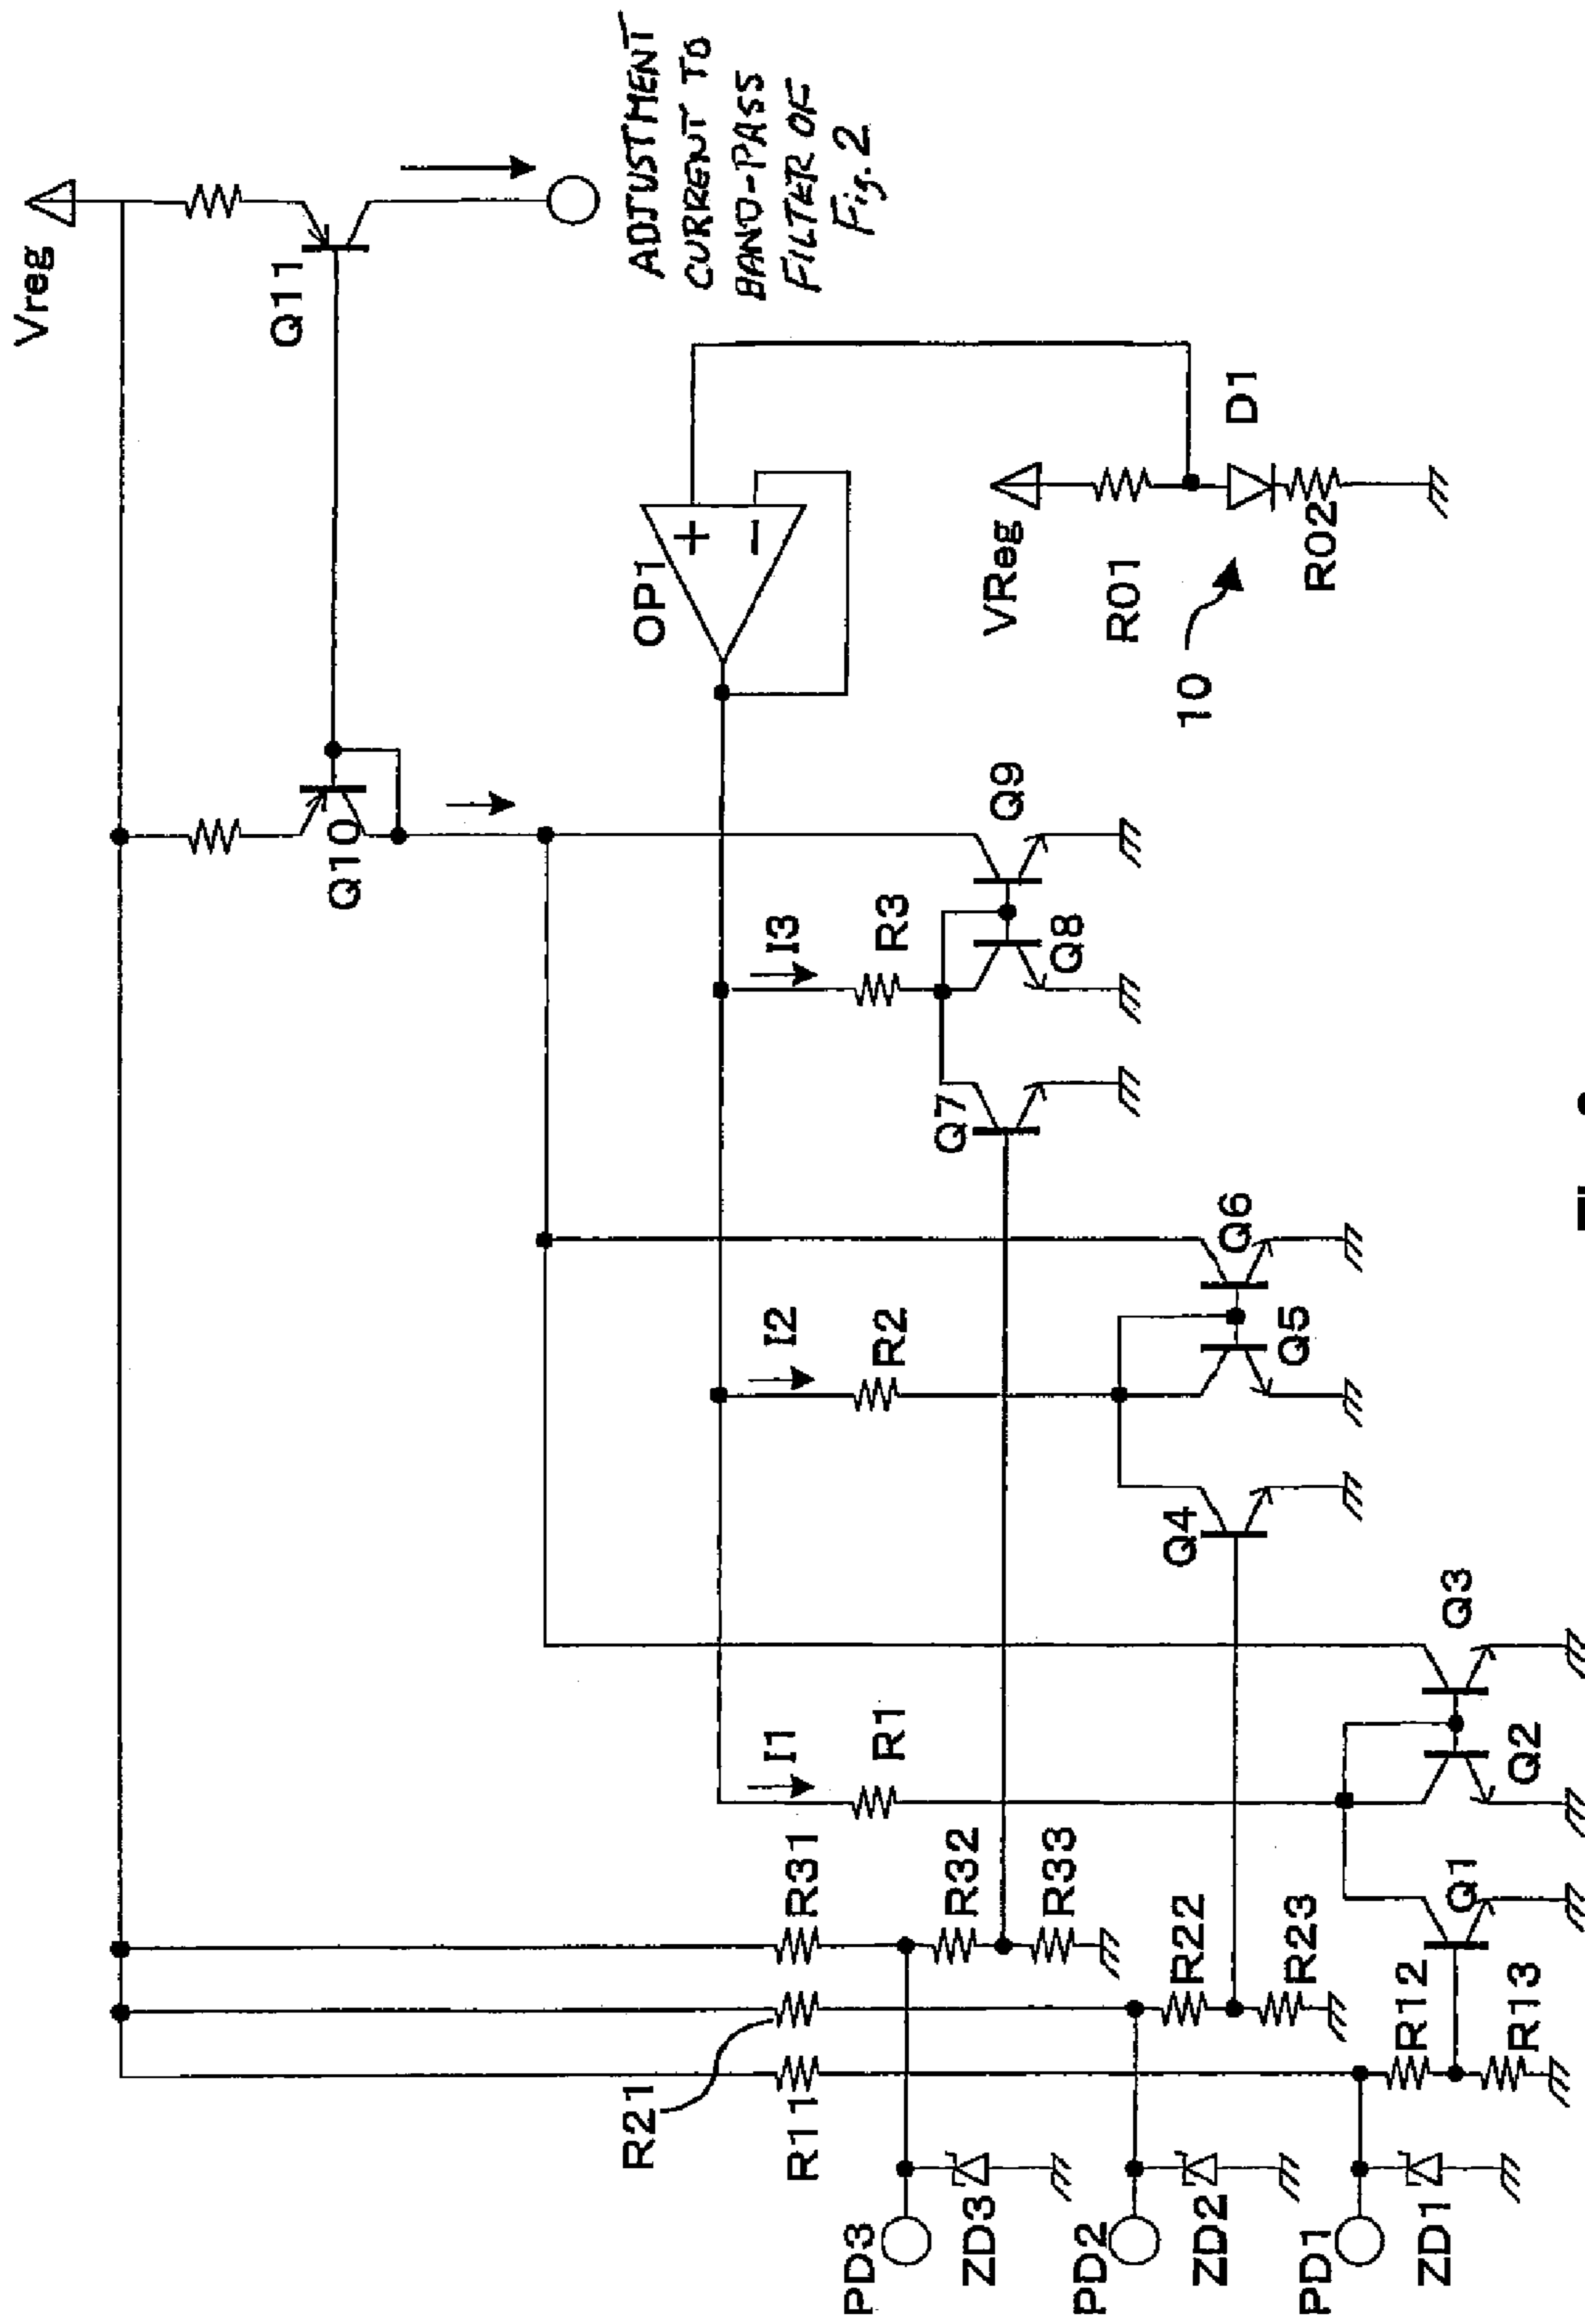 Vreg
Q11
ADJUSTMENT
CURRENT TO
BAND-PASS
FILTER OF
Fig. 2
Q10
OP1
+
−
VReg
R01
D1
10
R02
I3
R3
Q9
Q8
Q7
I2
R2
Q6
Q5
Q4
I1
R1
Q3
Q2
Q1
R31
R32
R33
R21
R22
R23
R11
R12
R13
PD3
ZD3
PD2
ZD2
PD1
ZD1